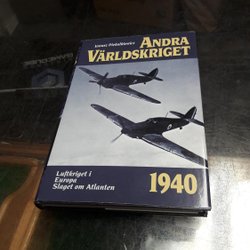 ANDRA
VÄRLDSKRIGET
Luftkriget i
Europa
Slaget om Atlanten
1940